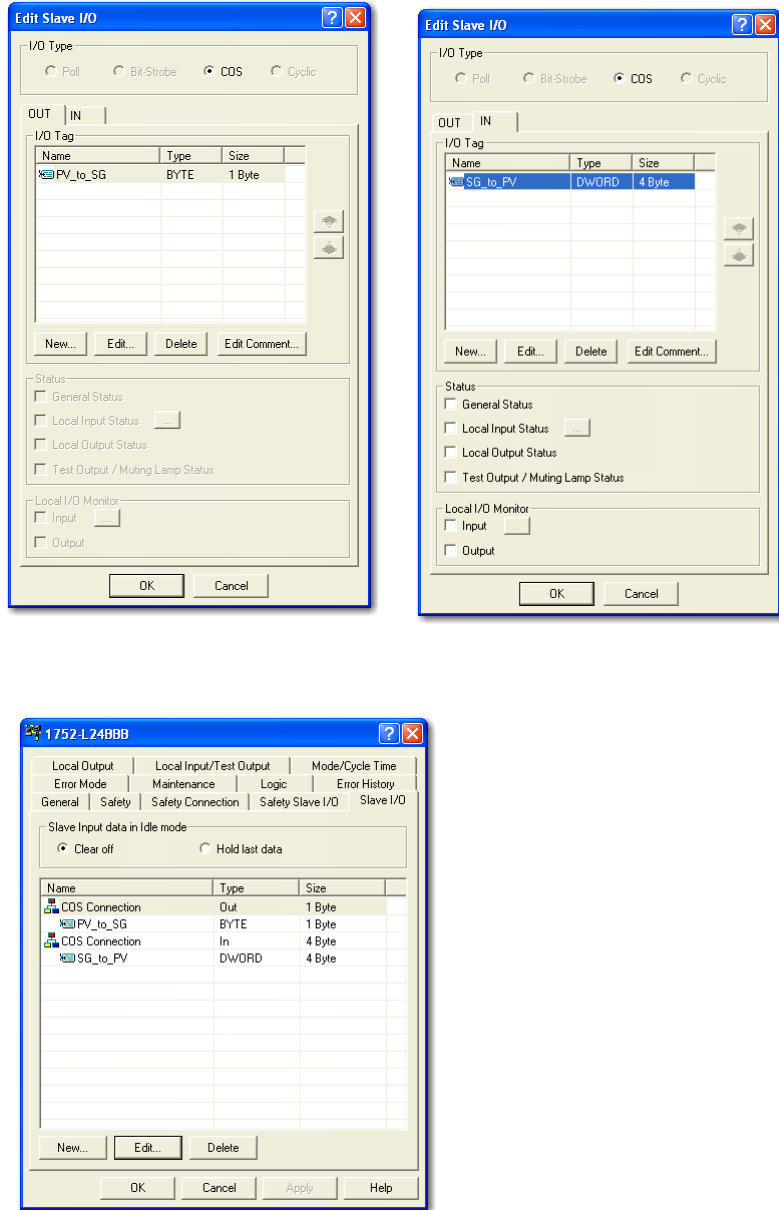 Edit Slave I/O
I/O Type
Poll Bit-Strobe COS Cyclic
OUT IN
I/O Tag
Name Type Size
PV_to_SG BYTE 1 Byte
New... Edit... Delete Edit Comment...
Status
General Status
Local Input Status ...
Local Output Status
Test Output / Muting Lamp Status
Local I/O Monitor
Input ...
Output
OK Cancel
Edit Slave I/O
I/O Type
Poll Bit-Strobe COS Cyclic
OUT IN
I/O Tag
Name Type Size
SG_to_PV DWORD 4 Byte
New... Edit... Delete Edit Comment...
Status
General Status
Local Input Status ...
Local Output Status
Test Output / Muting Lamp Status
Local I/O Monitor
Input ...
Output
OK Cancel
1752-L24BBB
Local Output Local Input/Test Output Mode/Cycle Time
Error Mode Maintenance Logic Error History
General Safety Safety Connection Safety Slave I/O Slave I/O
Slave Input data in Idle mode
Clear off Hold last data
Name Type Size
COS Connection Out 1 Byte
PV_to_SG BYTE 1 Byte
COS Connection In 4 Byte
SG_to_PV DWORD 4 Byte
New... Edit... Delete
OK Cancel Apply Help